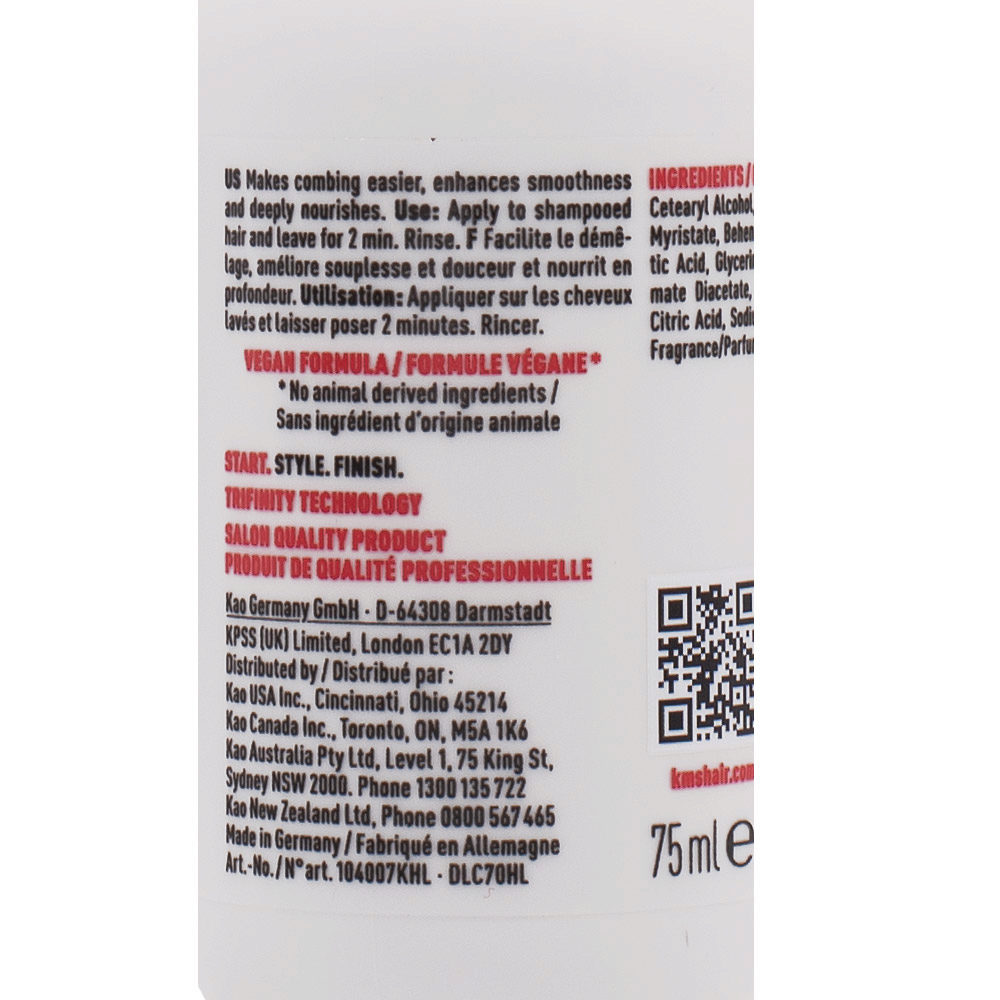 US Makes combing easier, enhances smoothness
and deeply nourishes. Use: Apply to shampooed
hair and leave for 2 min. Rinse. F Facilite le démê-
lage, améliore souplesse et douceur et nourrit en
profondeur. Utilisation: Appliquer sur les cheveux
lavés et laisser poser 2 minutes. Rincer.
VEGAN FORMULA / FORMULE VÉGANE*
*No animal derived ingredients /
Sans ingrédient d'origine animale
START. STYLE. FINISH.
TRIFINITY TECHNOLOGY
SALON QUALITY PRODUCT
PRODUIT DE QUALITÉ PROFESSIONNELLE
Kao Germany GmbH · D-64308 Darmstadt
KPSS (UK) Limited, London EC1A 2DY
Distributed by / Distribué par :
Kao USA Inc., Cincinnati, Ohio 45214
Kao Canada Inc., Toronto, ON, M5A 1K6
Kao Australia Pty Ltd, Level 1, 75 King St,
Sydney NSW 2000. Phone 1300 135 722
Kao New Zealand Ltd, Phone 0800 567 465
Made in Germany / Fabriqué en Allemagne
Art.-No./N° art. 104007KHL · DLC70HL
INGREDIENTS/
Cetearyl Alcohol,
Myristate,
tic Acid,
mate Diacetate,
Citric Acid,
Fragrance/
kmshair.com
75 ml e